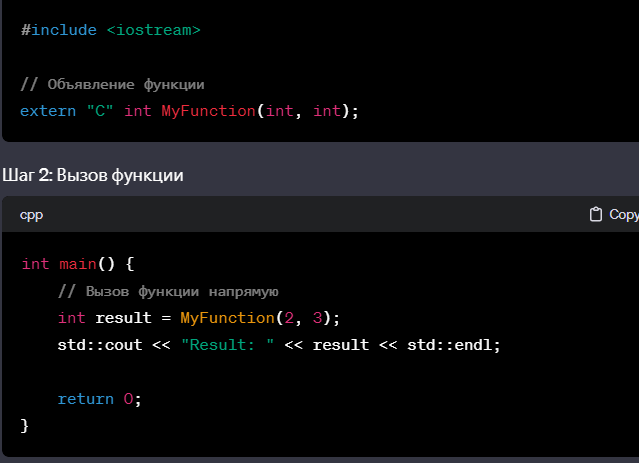 #include <iostream>
// Объявление функции
extern "C" int MyFunction(int, int);
Шаг 2: Вызов функции
cpp
Copy
int main() {
    // Вызов функции напрямую
    int result = MyFunction(2, 3);
    std::cout << "Result: " << result << std::endl;
    return 0;
}